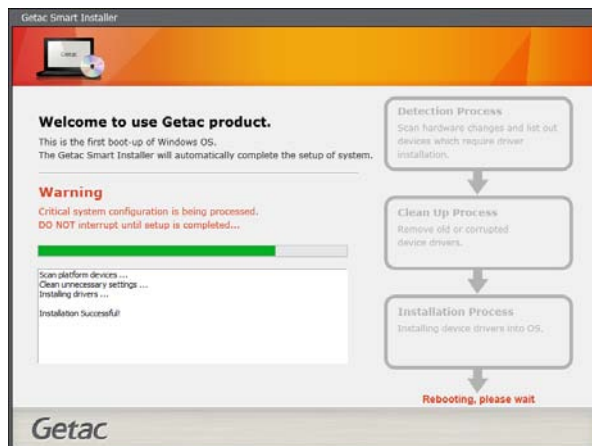 Getac Smart Installer
Getac
Welcome to use Getac product.
This is the first boot-up of Windows OS.
The Getac Smart Installer will automatically complete the setup of system.
Warning
Critical system configuration is being processed.
DO NOT interrupt until setup is completed...
Scan platform devices ...
Clean unnecessary settings ...
Installing drivers ...
Installation Successful!
Detection Process
Scan hardware changes and list out
devices which require driver
installation.
Clean Up Process
Remove old or corrupted
device drivers.
Installation Process
Installing device drivers into OS.
Rebooting, please wait
Getac